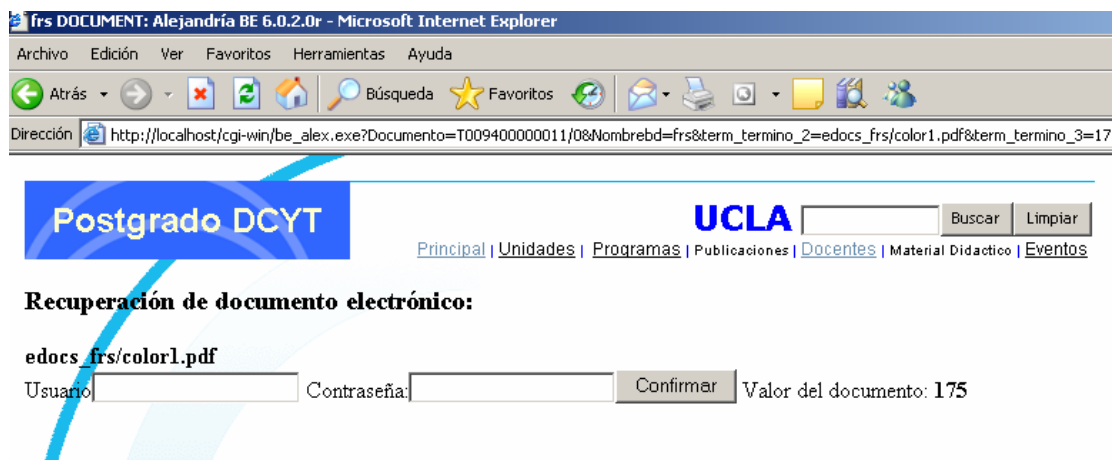 frs DOCUMENT: Alejandría BE 6.0.2.0r - Microsoft Internet Explorer
Archivo Edición Ver Favoritos Herramientas Ayuda
Atrás Búsqueda Favoritos
Dirección http://localhost/cgi-win/be_alex.exe?Documento=T009400000011/0&Nombrebd=frs&term_termino_2=edocs_frs/color1.pdf&term_termino_3=17
Postgrado DCYT UCLA Buscar Limpiar
Principal | Unidades | Programas | Publicaciones | Docentes | Material Didactico | Eventos
Recuperación de documento electrónico:
edocs_frs/color1.pdf
Usuario Contraseña: Confirmar Valor del documento: 175